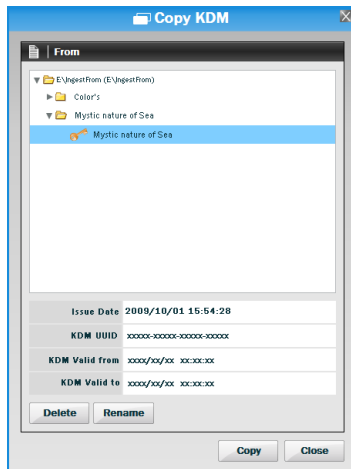 Copy KDM
From
E:\IngestFrom (E:\IngestFrom)
Color's
Mystic nature of Sea
Mystic nature of Sea
Issue Date 2009/10/01 15:54:28
KDM UUID xxxxx-xxxxx-xxxxx-xxxxx
KDM Valid from xxxx/xx/xx xx:xx:xx
KDM Valid to xxxx/xx/xx xx:xx:xx
Delete Rename
Copy Close